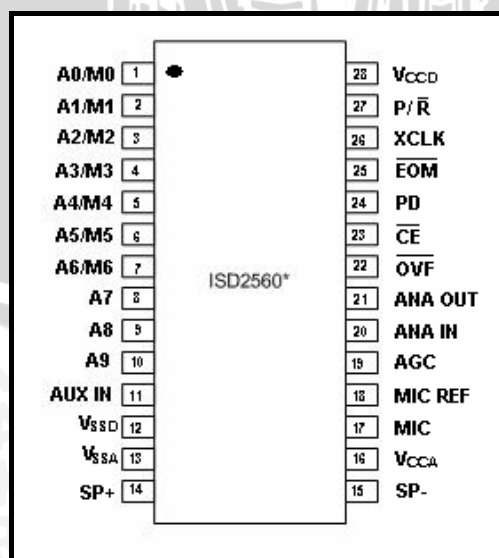 A0/M0 1 28 VCCD
A1/M1 2 27 P/R̅
A2/M2 3 26 XCLK
A3/M3 4 25 E̅O̅M̅
A4/M4 5 24 PD
A5/M5 6 23 C̅E̅
A6/M6 7 22 O̅V̅F̅
ISD2560*
A7 8 21 ANA OUT
A8 9 20 ANA IN
A9 10 19 AGC
AUX IN 11 18 MIC REF
VSSD 12 17 MIC
VSSA 13 16 VCCA
SP+ 14 15 SP-